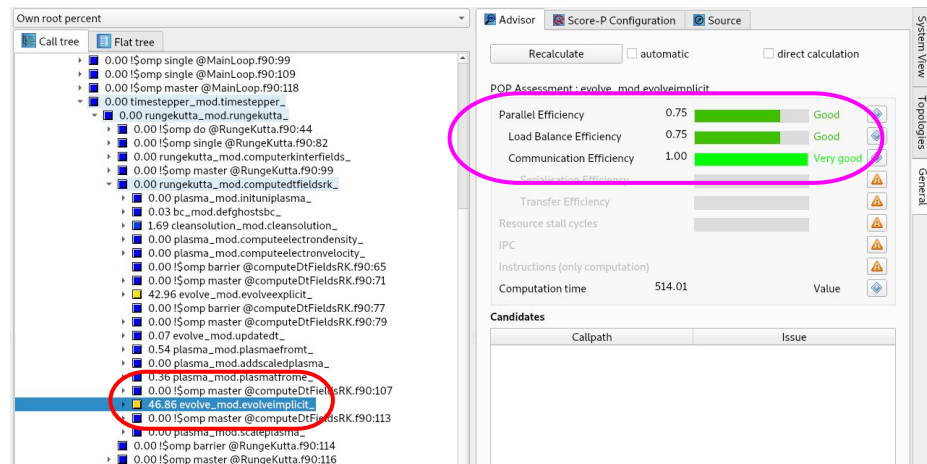 Own root percent
Call tree
Flat tree
0.00 !$omp single @MainLoop.f90:99
0.00 !$omp single @MainLoop.f90:109
0.00 !$omp master @MainLoop.f90:118
0.00 timestepper_mod.timestepper_
0.00 rungekutta_mod.rungekutta_
0.00 !$omp do @RungeKutta.f90:44
0.00 !$omp single @RungeKutta.f90:82
0.00 rungekutta_mod.computerkinterfields_
0.00 !$omp master @RungeKutta.f90:99
0.00 rungekutta_mod.computedtfieldsrk_
0.00 plasma_mod.inituniplasma_
0.03 bc_mod.defghostsbc_
1.69 cleansolution_mod.cleansolution_
0.00 plasma_mod.computeelectrondensity_
0.00 plasma_mod.computeelectronvelocity_
0.00 !$omp barrier @computeDtFieldsRK.f90:65
0.00 !$omp master @computeDtFieldsRK.f90:71
42.96 evolve_mod.evolveexplicit_
0.00 !$omp barrier @computeDtFieldsRK.f90:77
0.00 !$omp master @computeDtFieldsRK.f90:79
0.07 evolve_mod.updatedt_
0.54 plasma_mod.plasmaefromt_
0.00 plasma_mod.addscaledplasma_
0.36 plasma_mod.plasmatfrome_
0.00 !$omp master @computeDtFieldsRK.f90:107
46.86 evolve_mod.evolveimplicit_
0.00 !$omp master @computeDtFieldsRK.f90:113
0.00 plasma_mod.scaleplasma_
0.00 !$omp barrier @RungeKutta.f90:114
0.00 !$omp master @RungeKutta.f90:116
Advisor
Score-P Configuration
Source
Recalculate
automatic
direct calculation
POP Assessment : evolve_mod.evolveimplicit_
Parallel Efficiency 0.75 Good
Load Balance Efficiency 0.75 Good
Communication Efficiency 1.00 Very good
Serialisation Efficiency
Transfer Efficiency
Resource stall cycles
IPC
Instructions (only computation)
Computation time 514.01 Value
Candidates
Callpath Issue
System View
Topologies
General